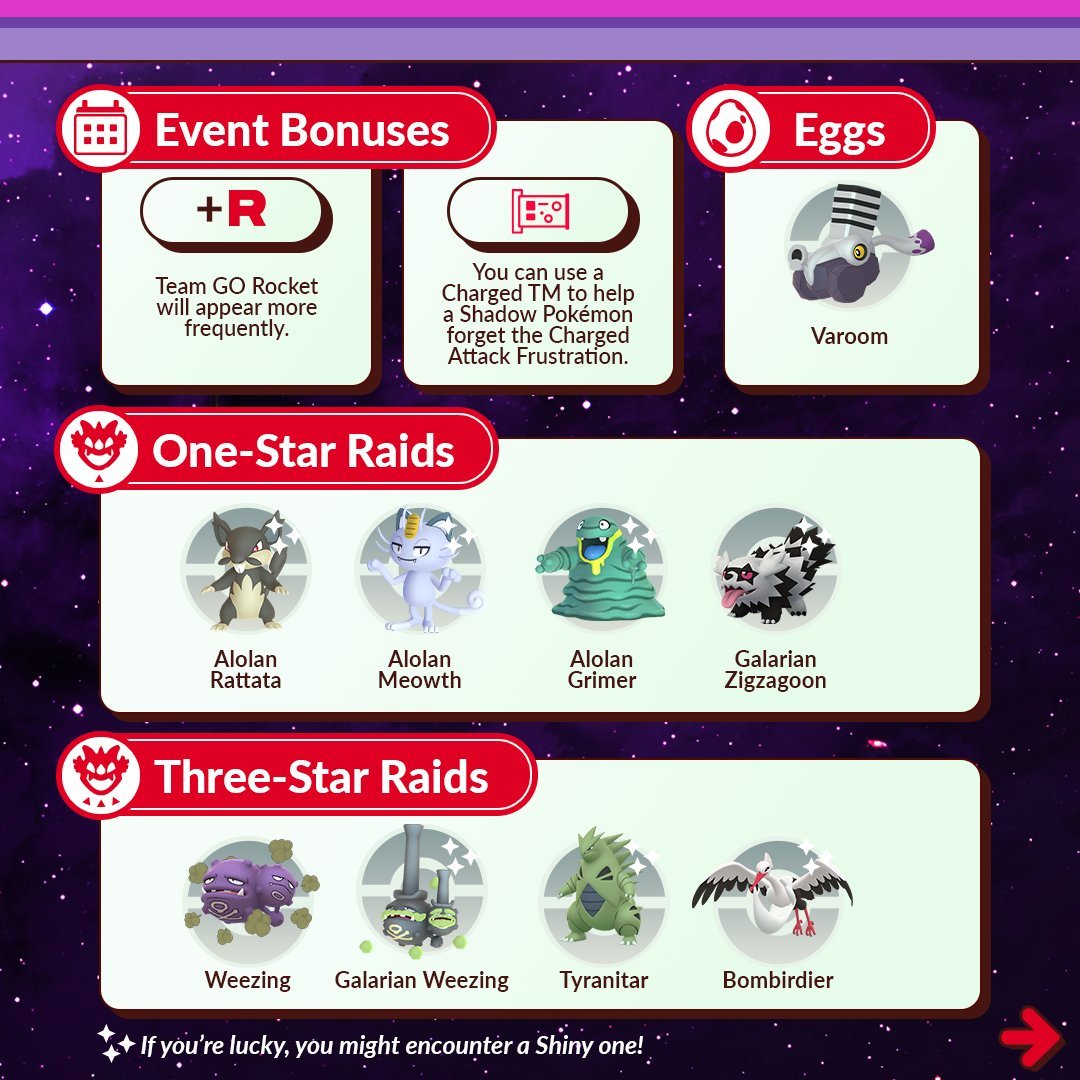 Event Bonuses
+R
Team GO Rocket
will appear more
frequently.
You can use a
Charged TM to help
a Shadow Pokémon
forget the Charged
Attack Frustration.
Eggs
Varoom
One-Star Raids
Alolan
Rattata
Alolan
Meowth
Alolan
Grimer
Galarian
Zigzagoon
Three-Star Raids
Weezing
Galarian Weezing
Tyranitar
Bombirdier
If you're lucky, you might encounter a Shiny one!